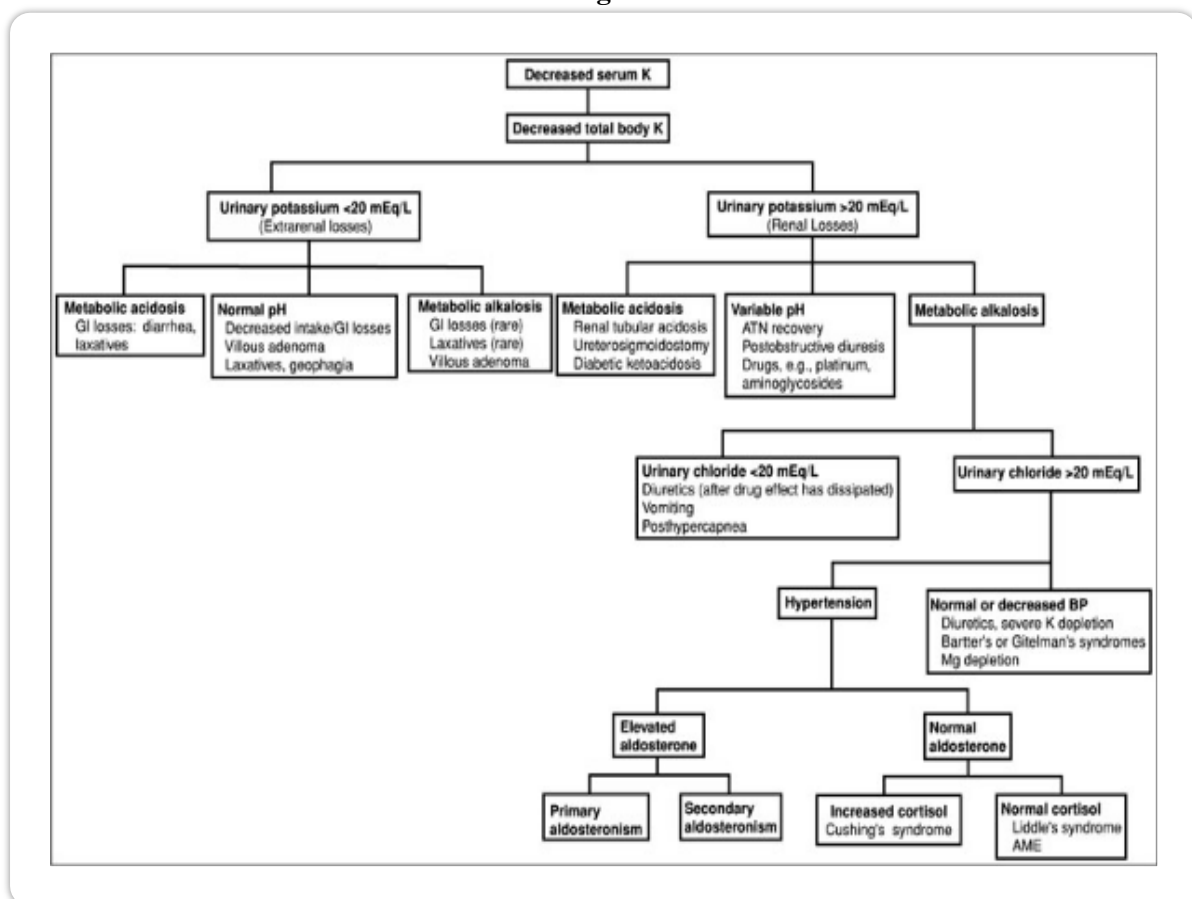 Decreased serum K
Decreased total body K
Urinary potassium <20 mEq/L
(Extrarenal losses)
Urinary potassium >20 mEq/L
(Renal Losses)
Metabolic acidosis
GI losses: diarrhea,
laxatives
Normal pH
Decreased intake/GI losses
Villous adenoma
Laxatives, geophagia
Metabolic alkalosis
GI losses (rare)
Laxatives (rare)
Villous adenoma
Metabolic acidosis
Renal tubular acidosis
Ureterosigmoidostomy
Diabetic ketoacidosis
Variable pH
ATN recovery
Postobstructive diuresis
Drugs, e.g., platinum,
aminoglycosides
Metabolic alkalosis
Urinary chloride <20 mEq/L
Diuretics (after drug effect has dissipated)
Vomiting
Posthypercapnea
Urinary chloride >20 mEq/L
Hypertension
Normal or decreased BP
Diuretics, severe K depletion
Bartter's or Gitelman's syndromes
Mg depletion
Elevated
aldosterone
Normal
aldosterone
Primary
aldosteronism
Secondary
aldosteronism
Increased cortisol
Cushing's syndrome
Normal cortisol
Liddle's syndrome
AME